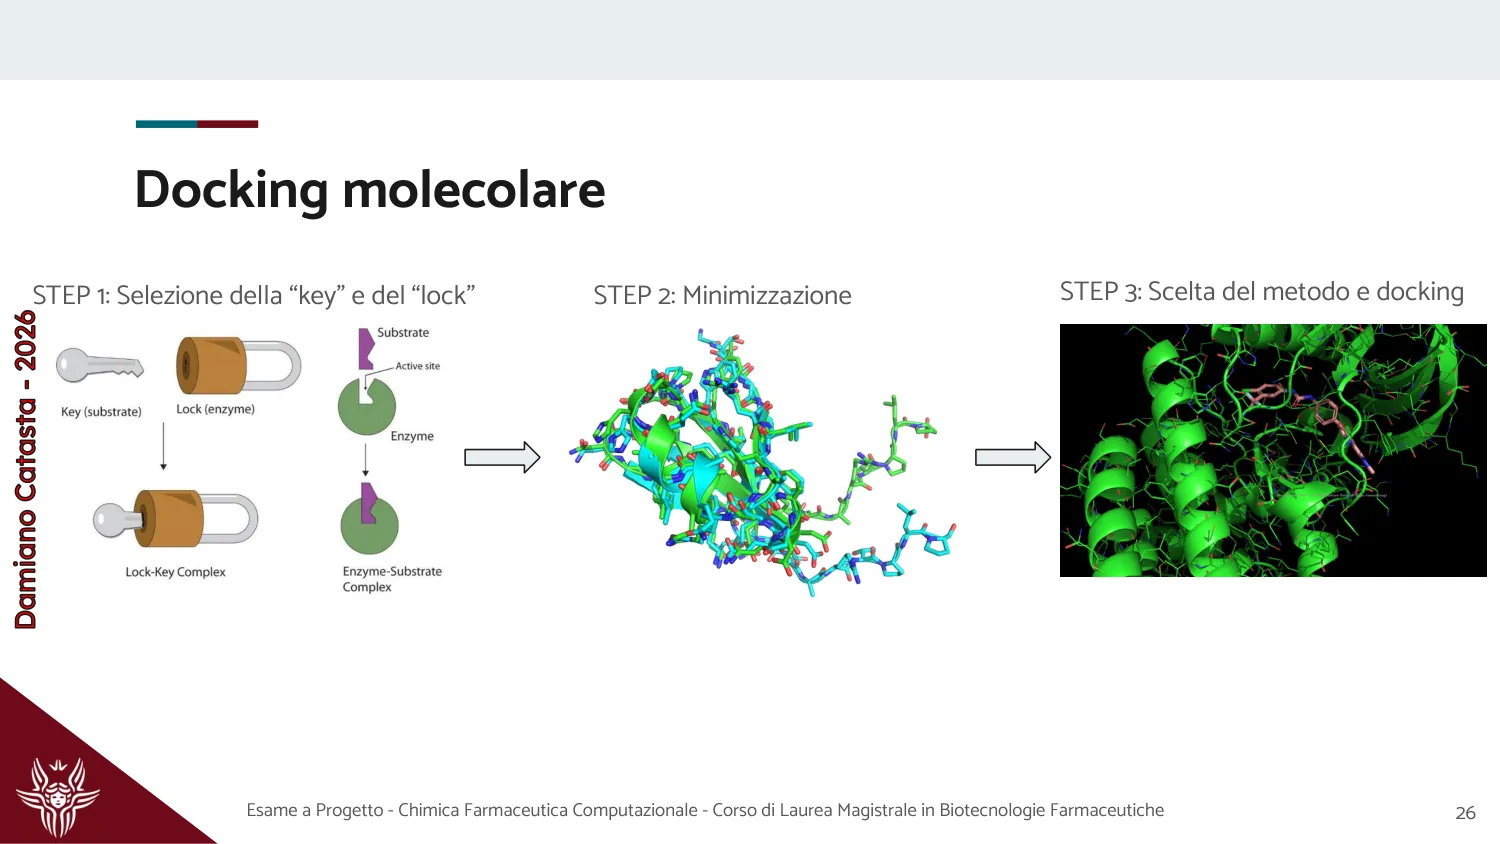 Docking molecolare
STEP 1: Selezione della “key” e del “lock”
Key (substrate)
Lock (enzyme)
Lock-Key Complex
Substrate
Active site
Enzyme
Enzyme-Substrate
Complex
STEP 2: Minimizzazione
STEP 3: Scelta del metodo e docking
Damiano Catasta - 2026
Esame a Progetto - Chimica Farmaceutica Computazionale - Corso di Laurea Magistrale in Biotecnologie Farmaceutiche
26